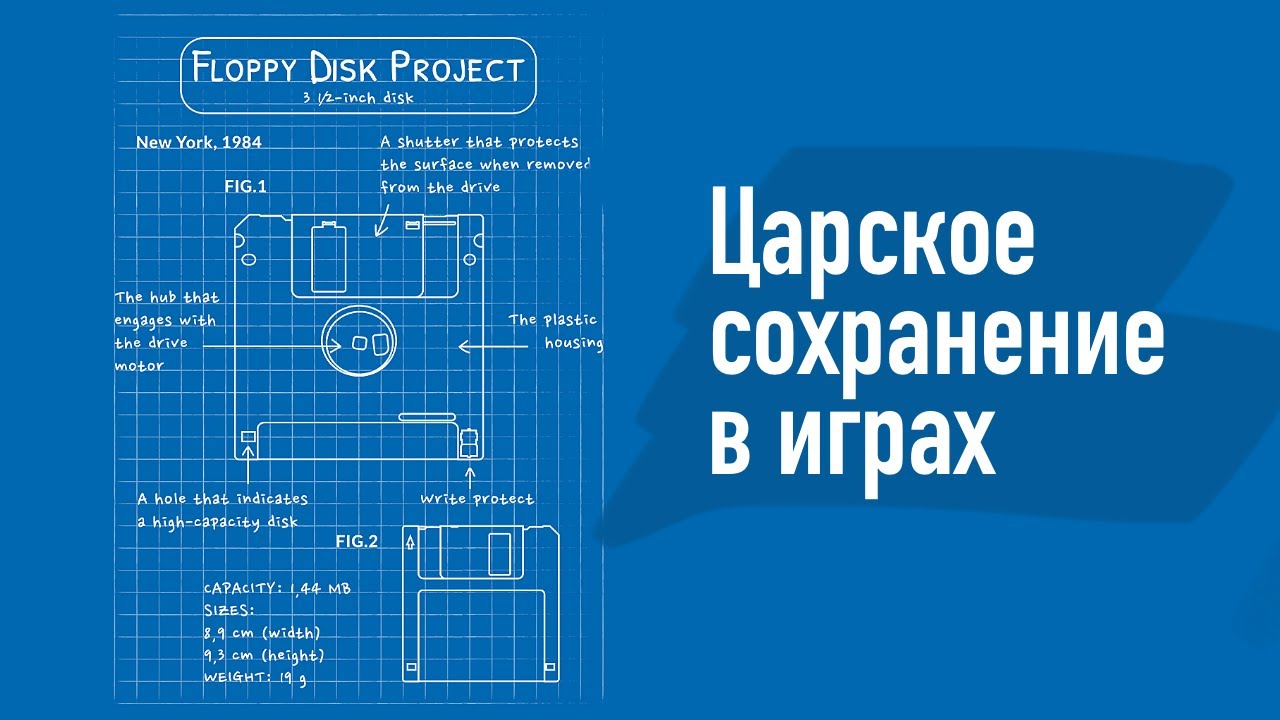 Floppy Disk Project
3 1/2-inch disk
New York, 1984
A shutter that protects
the surface when removed
from the drive
FIG.1
The hub that
engages with
the drive
motor
The plastic
housing
A hole that indicates
a high-capacity disk
Write protect
FIG.2
CAPACITY: 1,44 MB
SIZES:
8,9 cm (width)
9,3 cm (height)
WEIGHT: 19 g
Царское
сохранение
в играх